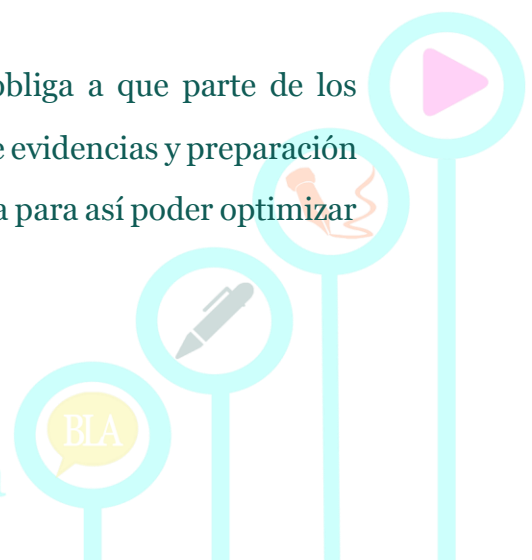 obliga a que parte de los
e evidencias y preparación
a para así poder optimizar
BLA